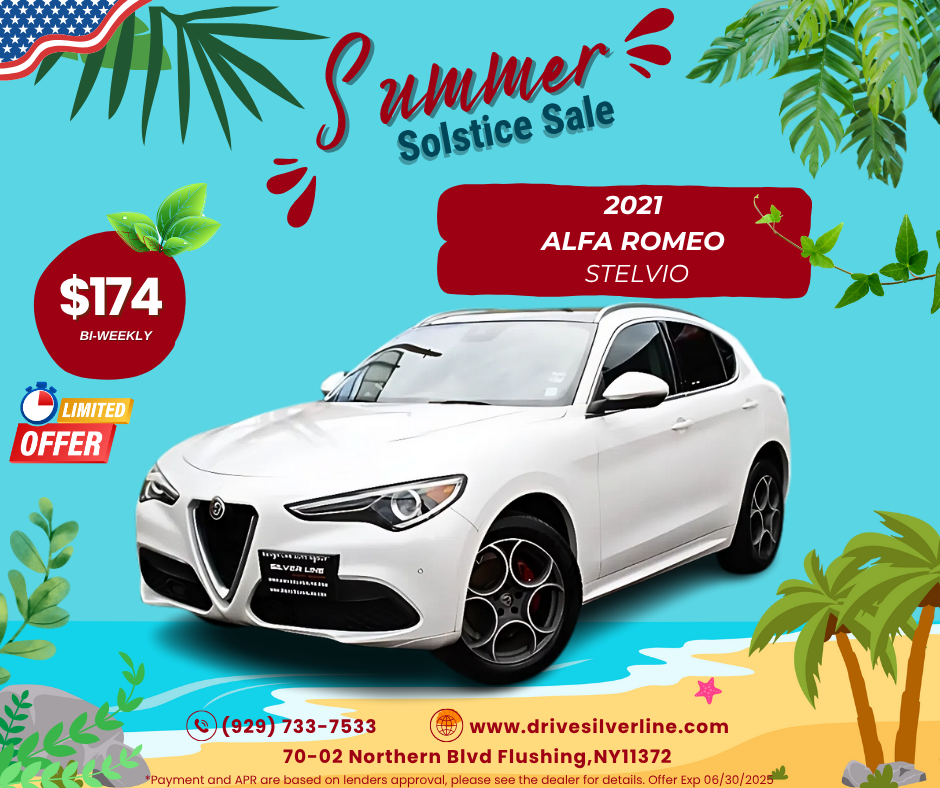 Summer
Solstice Sale
2021
ALFA ROMEO
STELVIO
$174
BI-WEEKLY
LIMITED
OFFER
SILVER LINE
(929) 733-7533
www.drivesilverline.com
70-02 Northern Blvd Flushing,NY11372
*Payment and APR are based on lenders approval, please see the dealer for details. Offer Exp 06/30/2025